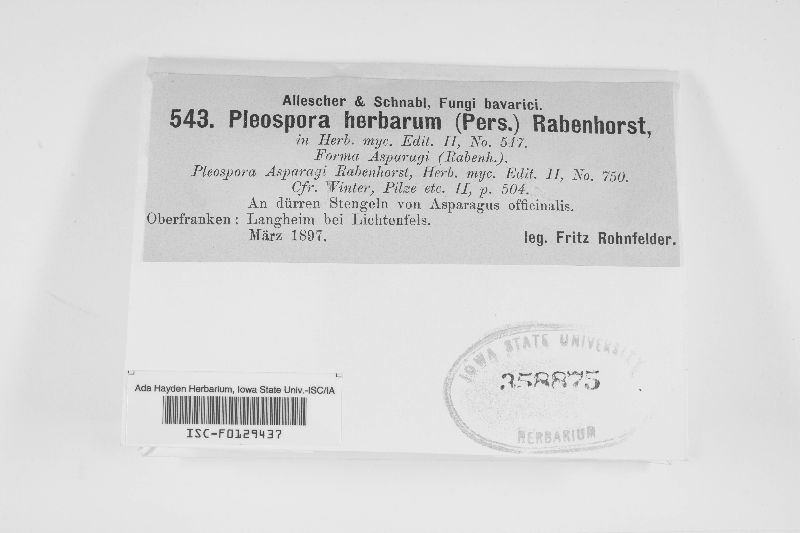 Allescher & Schnabl, Fungi bavarici.
543. Pleospora herbarum (Pers.) Rabenhorst,
in Herb. myc. Edit. II, No. 547.
Forma Asparagi (Rabenh.).
Pleospora Asparagi Rabenhorst, Herb. myc. Edit. II, No. 750.
Cfr. Winter, Pilze etc. II, p. 504.
An dürren Stengeln von Asparagus officinalis.
Oberfranken: Langheim bei Lichtenfels.
März 1897.
leg. Fritz Rohnfelder.
IOWA STATE UNIVERSITY
358875
HERBARIUM
Ada Hayden Herbarium, Iowa State Univ.-ISC/IA
ISC-F0129437